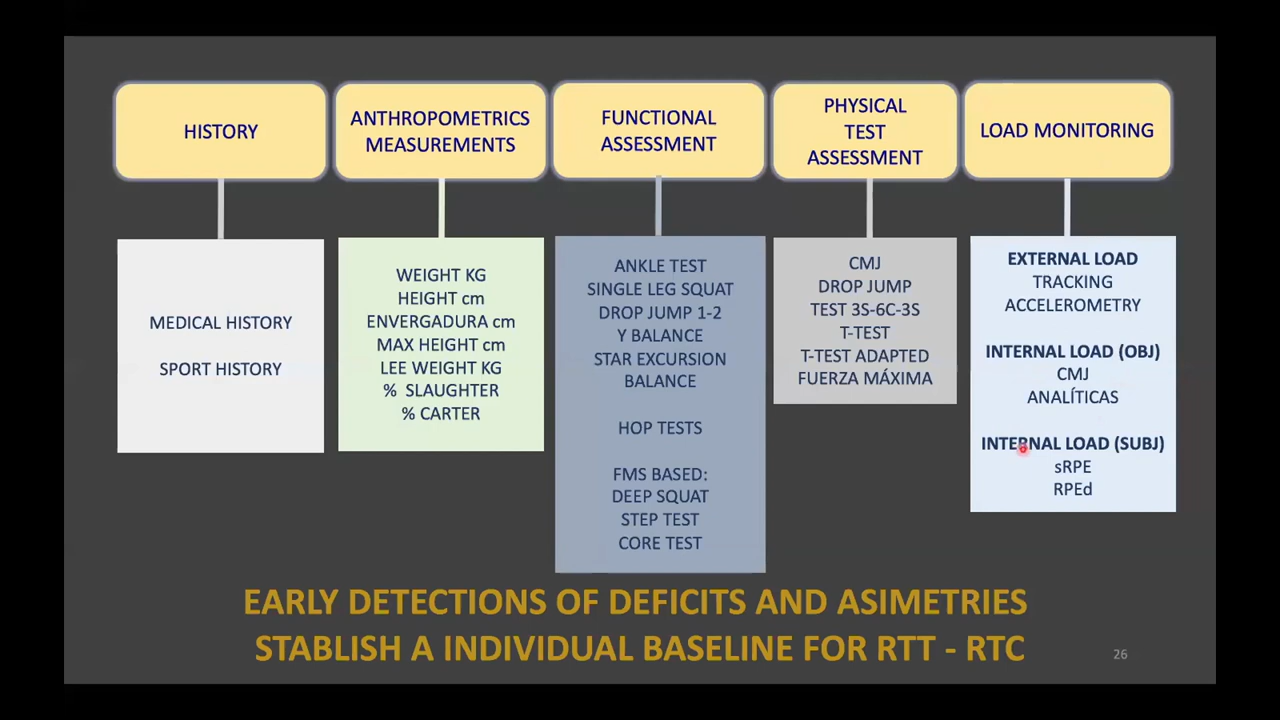 HISTORY
MEDICAL HISTORY
SPORT HISTORY
ANTHROPOMETRICS
MEASUREMENTS
WEIGHT KG
HEIGHT cm
ENVERGADURA cm
MAX HEIGHT cm
LEE WEIGHT KG
% SLAUGHTER
% CARTER
FUNCTIONAL
ASSESSMENT
ANKLE TEST
SINGLE LEG SQUAT
DROP JUMP 1-2
Y BALANCE
STAR EXCURSION
BALANCE
HOP TESTS
FMS BASED:
DEEP SQUAT
STEP TEST
CORE TEST
PHYSICAL
TEST
ASSESSMENT
CMJ
DROP JUMP
TEST 3S-6C-3S
T-TEST
T-TEST ADAPTED
FUERZA MÁXIMA
LOAD MONITORING
EXTERNAL LOAD
TRACKING
ACCELEROMETRY
INTERNAL LOAD (OBJ)
CMJ
ANALÍTICAS
INTERNAL LOAD (SUBJ)
sRPE
RPEd
EARLY DETECTIONS OF DEFICITS AND ASIMETRIES
STABLISH A INDIVIDUAL BASELINE FOR RTT - RTC
26